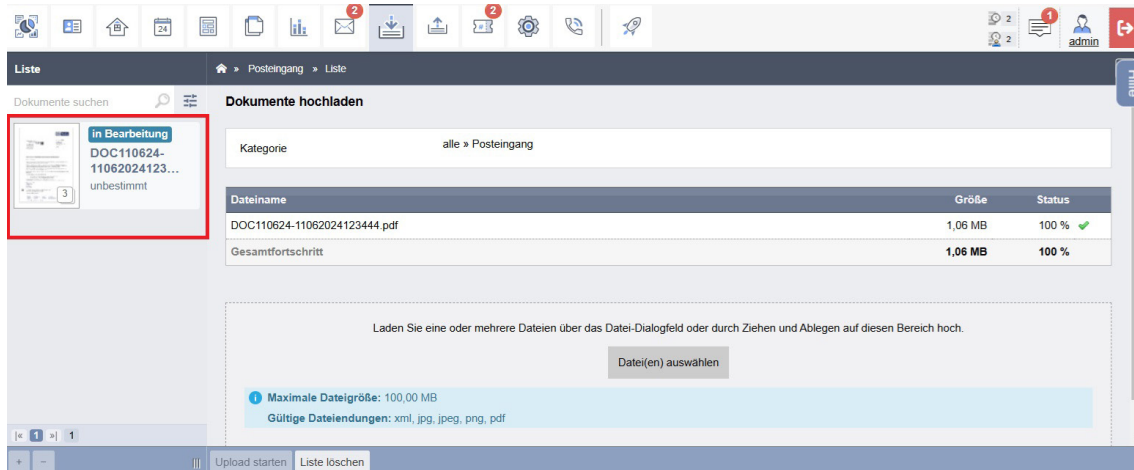 24
2
2
2
2
1
admin
Liste
» Posteingang » Liste
Hilfe
Dokumente suchen
Dokumente hochladen
in Bearbeitung
DOC110624-
11062024123...
unbestimmt
3
Kategorie
alle » Posteingang
Dateiname Größe Status
DOC110624-11062024123444.pdf 1,06 MB 100 %
Gesamtfortschritt 1,06 MB 100 %
Laden Sie eine oder mehrere Dateien über das Datei-Dialogfeld oder durch Ziehen und Ablegen auf diesen Bereich hoch.
Datei(en) auswählen
Maximale Dateigröße: 100,00 MB
Gültige Dateiendungen: xml, jpg, jpeg, png, pdf
|« 1 »| 1
+ − Upload starten Liste löschen